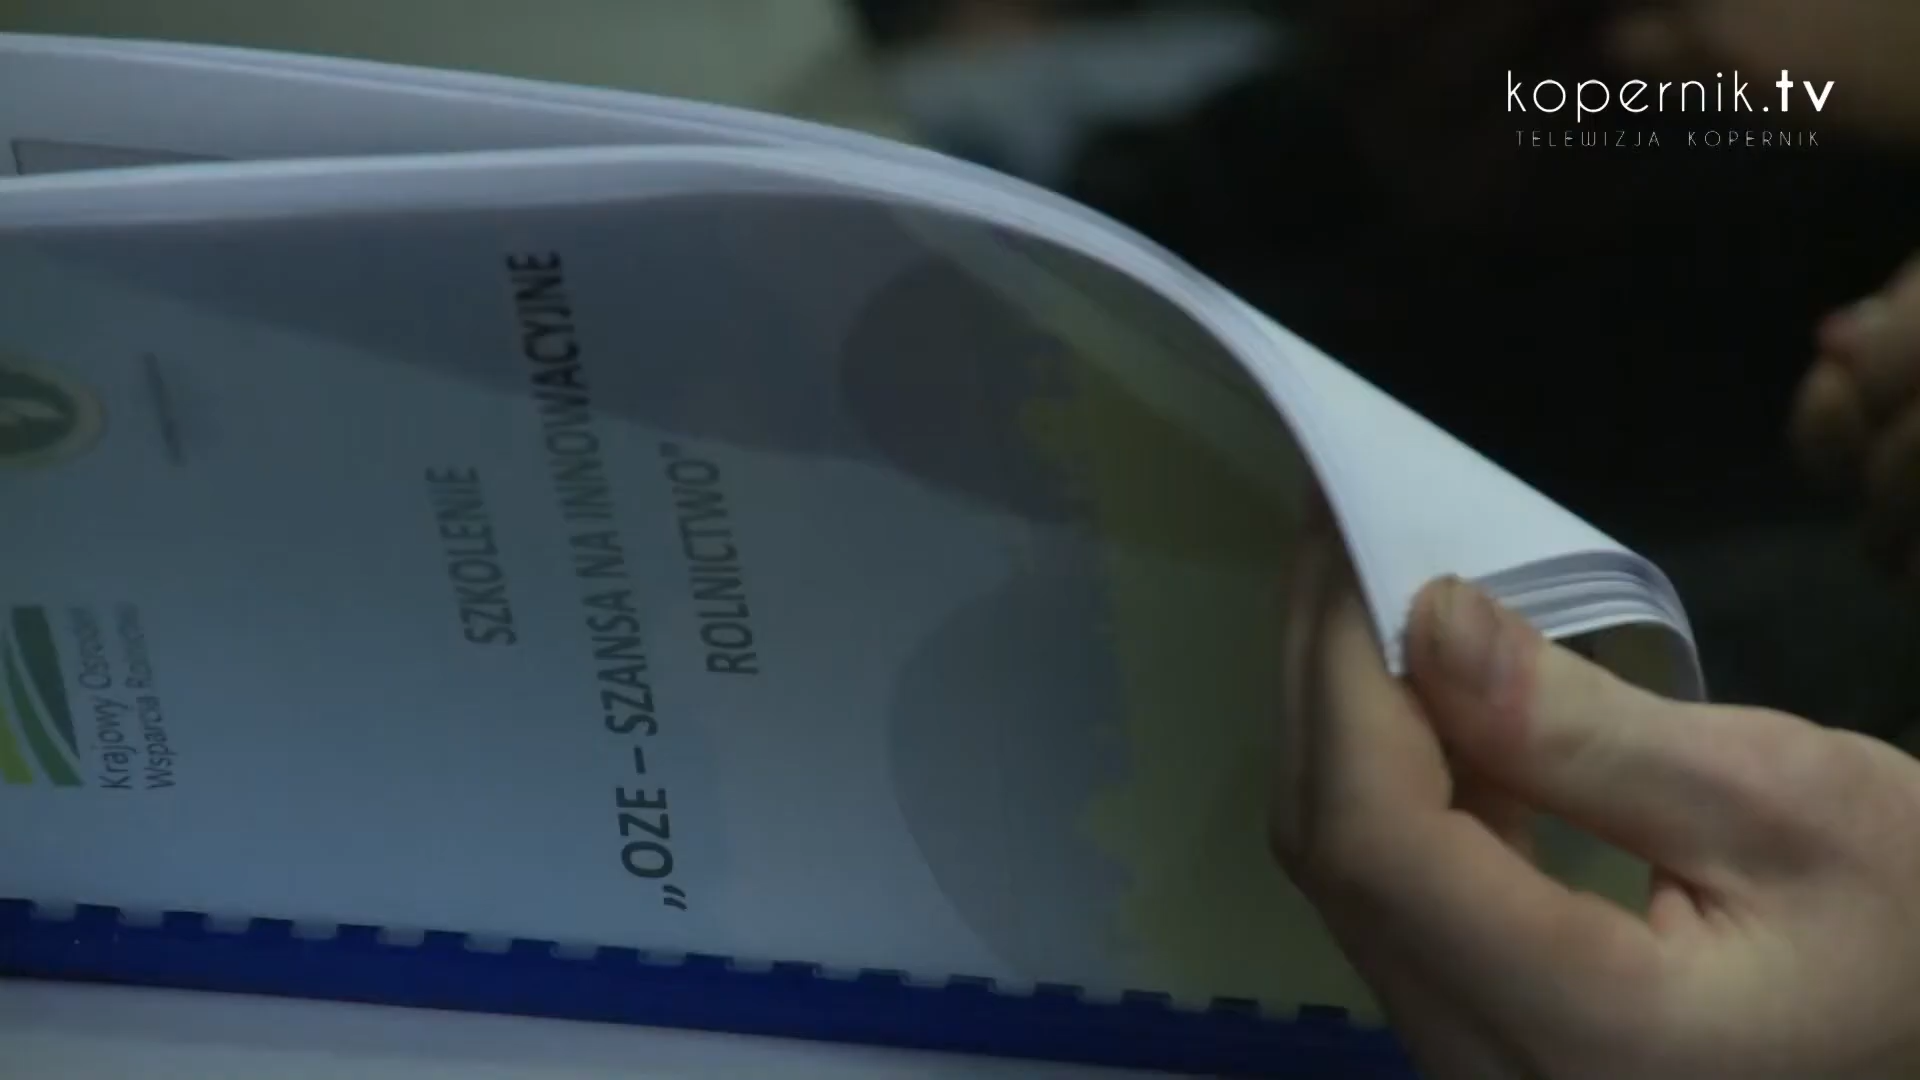 kopernik.tv
TELEWIZJA KOPERNIK
Krajowy Ośrodek
Wsparcia Rolnictwa
SZKOLENIE
„OZE – SZANSA NA INNOWACYJNE
ROLNICTWO”